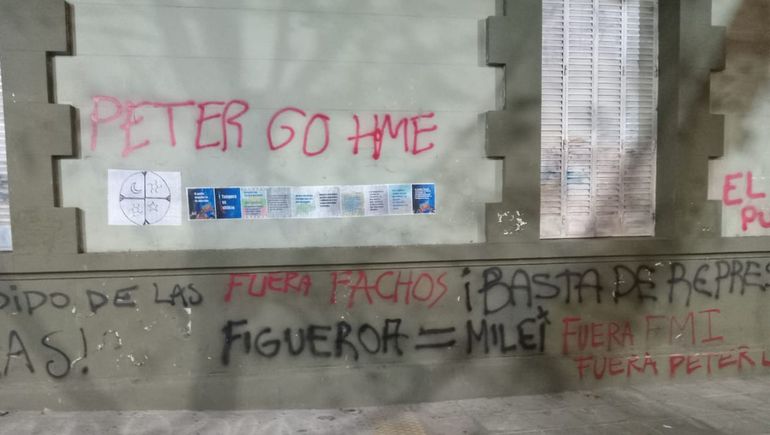 PETER GO HME
EL
PU
DIDO DE LAS FUERA FACHOS ¡BASTA DE REPRES
AS! FIGUEROA = MILEI FUERA FMI
FUERA PETER L